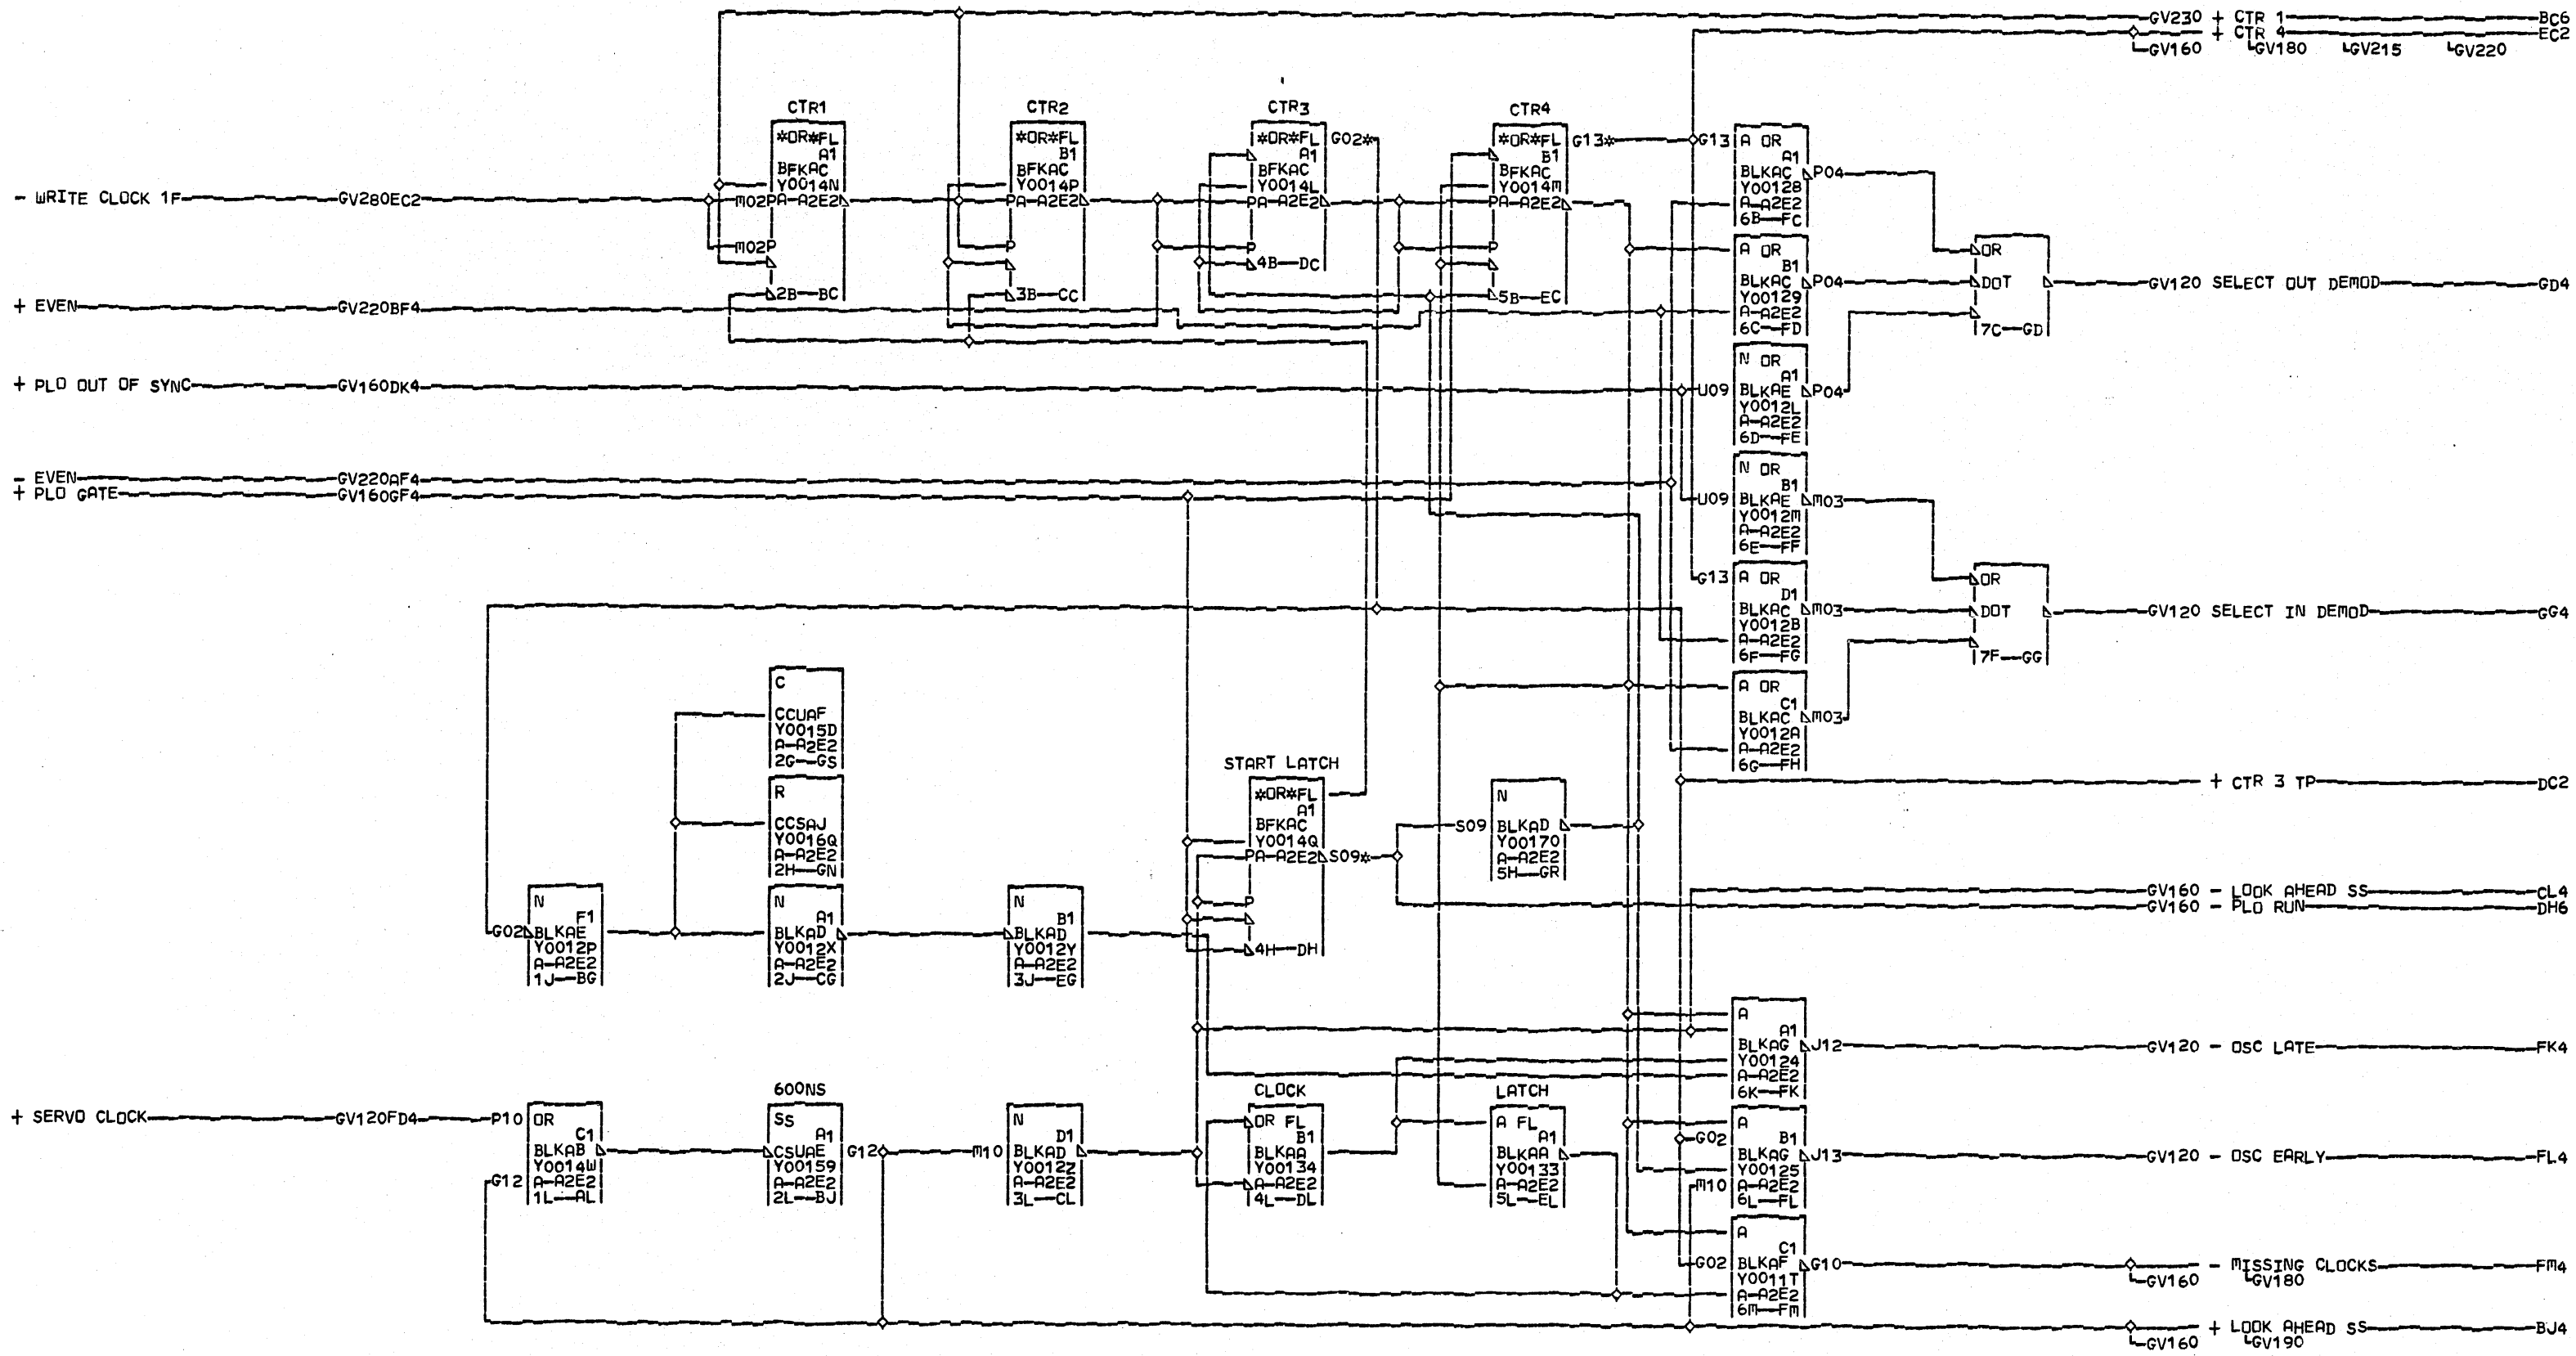 GV230 + CTR 1 BC6
+ CTR 4 EC2
GV160 GV180 GV215 GV220
CTR1 CTR2 CTR3 CTR4
*OR*FL
A1
BFKAC
Y0014N
M02 PA-A2E2
M02 P
2B—BC
*OR*FL
B1
BFKAC
Y0014P
PA-A2E2
P
3B—CC
*OR*FL G02*
A1
BFKAC
Y0014L
PA-A2E2
P
4B—DC
*OR*FL G13*
B1
BFKAC
Y0014M
PA-A2E2
P
5B—EC
- WRITE CLOCK 1F GV280EC2
+ EVEN GV220BF4
+ PLO OUT OF SYNC GV160DK4
- EVEN GV220AF4
+ PLO GATE GV160GF4
G13 A OR
A1
BLKAC P04
Y00128
A-A2E2
6B—FC
A OR
B1
BLKAC P04
Y00129
A-A2E2
6C—FD
N OR
A1
U09 BLKAE P04
Y0012L
A-A2E2
6D—FE
OR
DOT
7C—GD
GV120 SELECT OUT DEMOD GD4
N OR
B1
U09 BLKAE M03
Y0012M
A-A2E2
6E—FF
G13 A OR
D1
BLKAC M03
Y0012B
A-A2E2
6F—FG
A OR
C1
BLKAC M03
Y0012A
A-A2E2
6G—FH
OR
DOT
7F—GG
GV120 SELECT IN DEMOD GG4
C
CCUAF
Y0015D
A-A2E2
2G—GS
R
CCSAJ
Y0016Q
A-A2E2
2H—GN
START LATCH
*OR*FL
A1
BFKAC
Y0014Q
PA-A2E2 S09*
P
4H—DH
N
S09 BLKAD
Y00170
A-A2E2
5H—GR
+ CTR 3 TP DC2
GV160 - LOOK AHEAD SS CL4
GV160 - PLO RUN DH6
N
F1
G02 BLKAE
Y0012P
A-A2E2
1J—BG
N
A1
BLKAD
Y0012X
A-A2E2
2J—CG
N
B1
BLKAD
Y0012Y
A-A2E2
3J—EG
A
A1
BLKAG J12
Y00124
A-A2E2
6K—FK
GV120 - OSC LATE FK4
+ SERVO CLOCK GV120FD4 P10 OR
C1
BLKAB
Y0014W
G12 A-A2E2
1L—AL
600NS
SS
A1
CSUAE G12
Y00159
A-A2E2
2L—BJ
N
D1
M10 BLKAD
Y0012Z
A-A2E2
3L—CL
CLOCK
OR FL
B1
BLKAA
Y00134
A-A2E2
4L—DL
LATCH
A FL
A1
BLKAA
Y00133
A-A2E2
5L—EL
A
G02 B1
BLKAG J13
Y00125
M10 A-A2E2
6L—FL
GV120 - OSC EARLY FL4
A
C1
G02 BLKAF G10
Y0011T
A-A2E2
6M—FM
- MISSING CLOCKS FM4
GV160 GV180
+ LOOK AHEAD SS BJ4
GV160 GV190